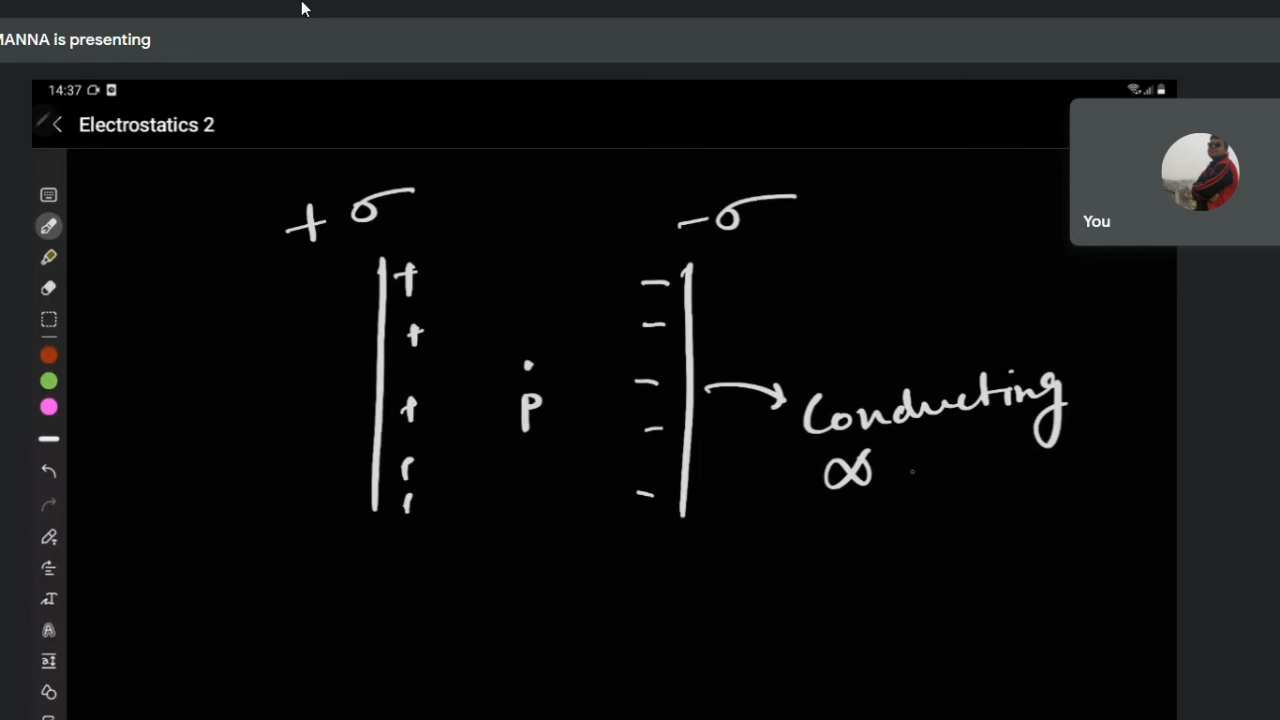 MANNA is presenting
14:37
Electrostatics 2
You
+ σ
- σ
+
+
+
P
Conducting
∞